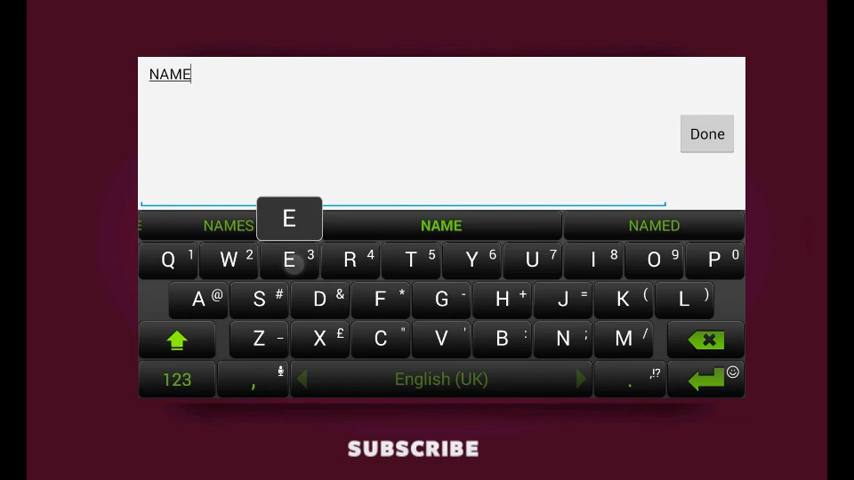 NAME
Done
NAMES
E
NAME
NAMED
Q 1 W 2 E 3 R 4 T 5 Y 6 U 7 I 8 O 9 P 0
A @ S # D & F * G - H + J = K ( L )
Z _ X £ C " V ' B : N ; M /
123 , English (UK) . ,!?
SUBSCRIBE